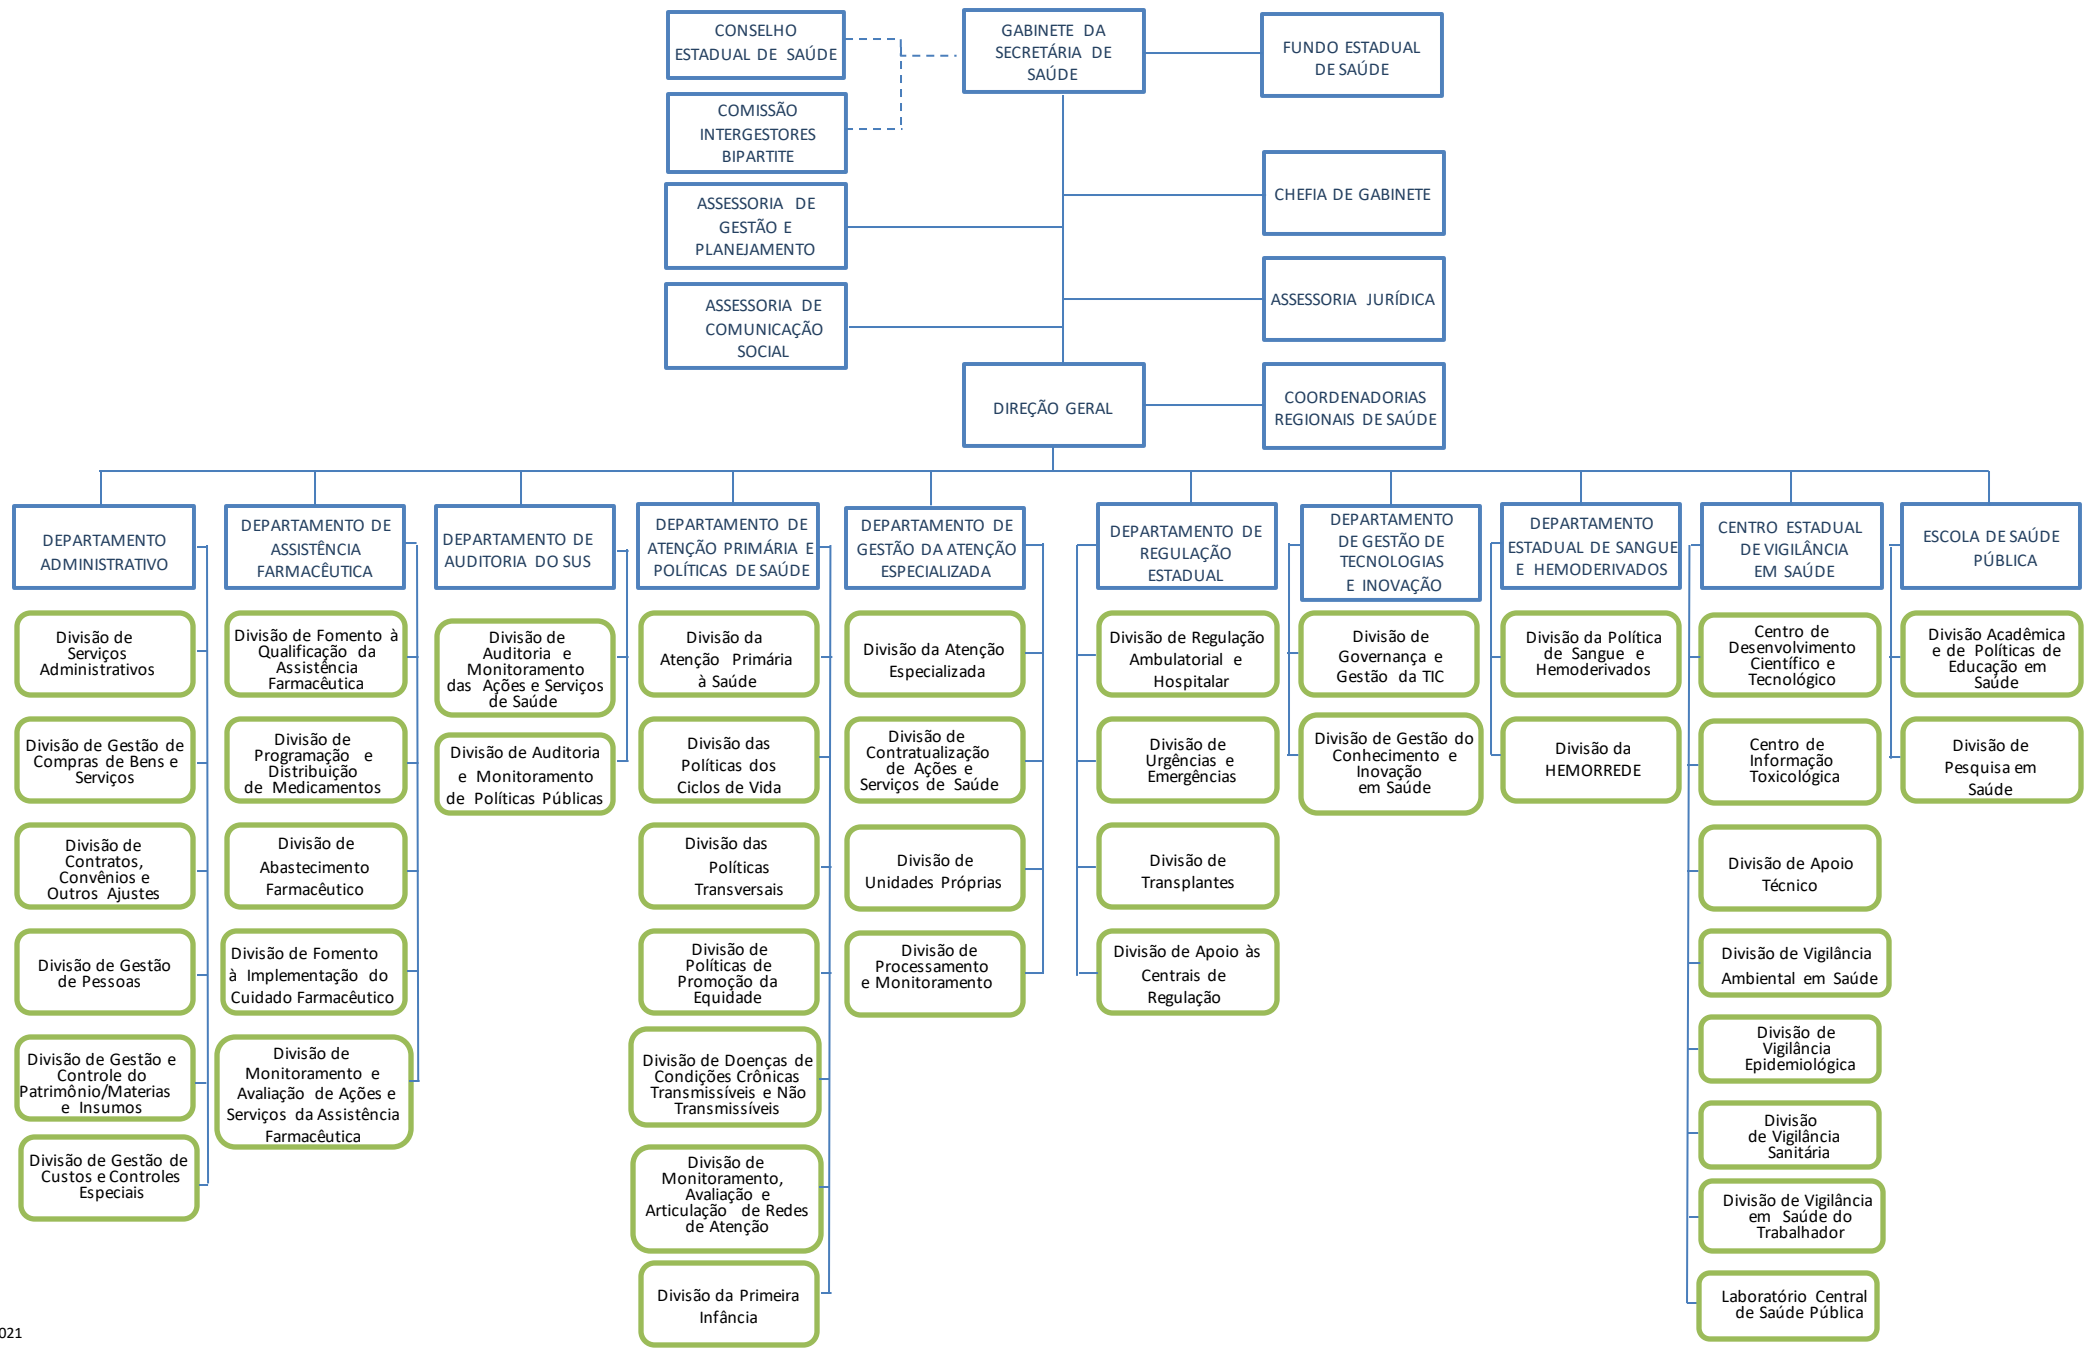 CONSELHO
ESTADUAL DE SAÚDE
GABINETE DA
SECRETÁRIA DE
SAÚDE
FUNDO ESTADUAL
DE SAÚDE
COMISSÃO
INTERGESTORES
BIPARTITE
CHEFIA DE GABINETE
ASSESSORIA DE
GESTÃO E
PLANEJAMENTO
ASSESSORIA JURÍDICA
ASSESSORIA DE
COMUNICAÇÃO
SOCIAL
DIREÇÃO GERAL
COORDENADORIAS
REGIONAIS DE SAÚDE
DEPARTAMENTO
ADMINISTRATIVO
Divisão de
Serviços
Administrativos
Divisão de Gestão de
Compras de Bens e
Serviços
Divisão de
Contratos,
Convênios e
Outros Ajustes
Divisão de Gestão
de Pessoas
Divisão de Gestão e
Controle do
Patrimônio/Materias
e Insumos
Divisão de Gestão de
Custos e Controles
Especiais
DEPARTAMENTO DE
ASSISTÊNCIA
FARMACÊUTICA
Divisão de Fomento à
Qualificação da
Assistência
Farmacêutica
Divisão de
Programação e
Distribuição
de Medicamentos
Divisão de
Abastecimento
Farmacêutico
Divisão de Fomento
à Implementação do
Cuidado Farmacêutico
Divisão de
Monitoramento e
Avaliação de Ações e
Serviços da Assistência
Farmacêutica
DEPARTAMENTO DE
AUDITORIA DO SUS
Divisão de
Auditoria e
Monitoramento
das Ações e Serviços
de Saúde
Divisão de Auditoria
e Monitoramento
de Políticas Públicas
DEPARTAMENTO DE
ATENÇÃO PRIMÁRIA E
POLÍTICAS DE SAÚDE
Divisão da
Atenção Primária
à Saúde
Divisão das
Políticas dos
Ciclos de Vida
Divisão das
Políticas
Transversais
Divisão de
Políticas de
Promoção da
Equidade
Divisão de Doenças de
Condições Crônicas
Transmissíveis e Não
Transmissíveis
Divisão de
Monitoramento,
Avaliação e
Articulação de Redes
de Atenção
Divisão da Primeira
Infância
DEPARTAMENTO DE
GESTÃO DA ATENÇÃO
ESPECIALIZADA
Divisão da Atenção
Especializada
Divisão de
Contratualização
de Ações e
Serviços de Saúde
Divisão de
Unidades Próprias
Divisão de
Processamento
e Monitoramento
DEPARTAMENTO DE
REGULAÇÃO
ESTADUAL
Divisão de Regulação
Ambulatorial e
Hospitalar
Divisão de
Urgências e
Emergências
Divisão de
Transplantes
Divisão de Apoio às
Centrais de
Regulação
DEPARTAMENTO
DE GESTÃO DE
TECNOLOGIAS
E INOVAÇÃO
Divisão de
Governança e
Gestão da TIC
Divisão de Gestão do
Conhecimento e
Inovação
em Saúde
DEPARTAMENTO
ESTADUAL DE SANGUE
E HEMODERIVADOS
Divisão da Política
de Sangue e
Hemoderivados
Divisão da
HEMORREDE
CENTRO ESTADUAL
DE VIGILÂNCIA
EM SAÚDE
Centro de
Desenvolvimento
Científico e
Tecnológico
Centro de
Informação
Toxicológica
Divisão de Apoio
Técnico
Divisão de Vigilância
Ambiental em Saúde
Divisão de
Vigilância
Epidemiológica
Divisão
de Vigilância
Sanitária
Divisão de Vigilância
em Saúde do
Trabalhador
Laboratório Central
de Saúde Pública
ESCOLA DE SAÚDE
PÚBLICA
Divisão Acadêmica
e de Políticas de
Educação em
Saúde
Divisão de
Pesquisa em
Saúde
021